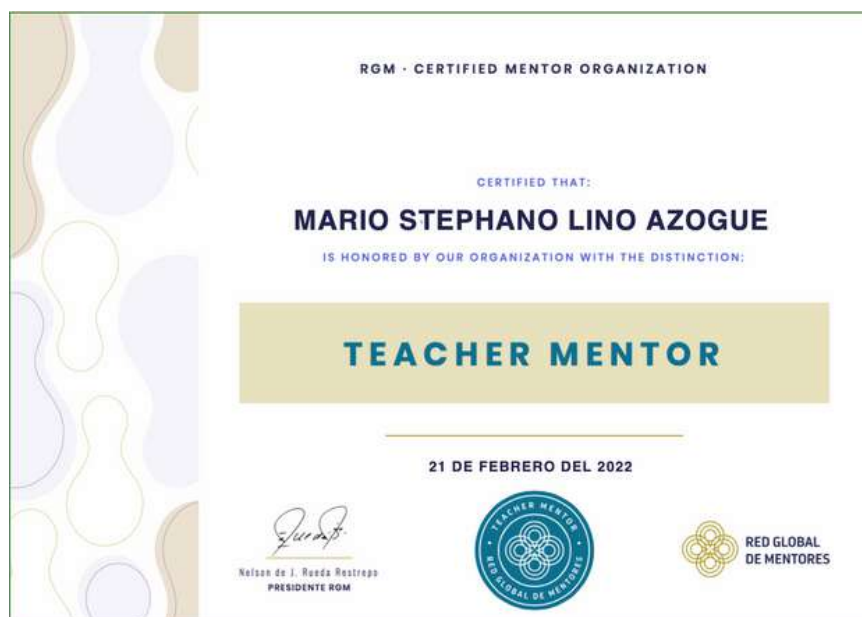 RGM · CERTIFIED MENTOR ORGANIZATION
CERTIFIED THAT:
MARIO STEPHANO LINO AZOGUE
IS HONORED BY OUR ORGANIZATION WITH THE DISTINCTION:
TEACHER MENTOR
21 DE FEBRERO DEL 2022
Nelson de J. Rueda Restrepo
PRESIDENTE RGM
TEACHER MENTOR
RED GLOBAL DE MENTORES
RED GLOBAL
DE MENTORES